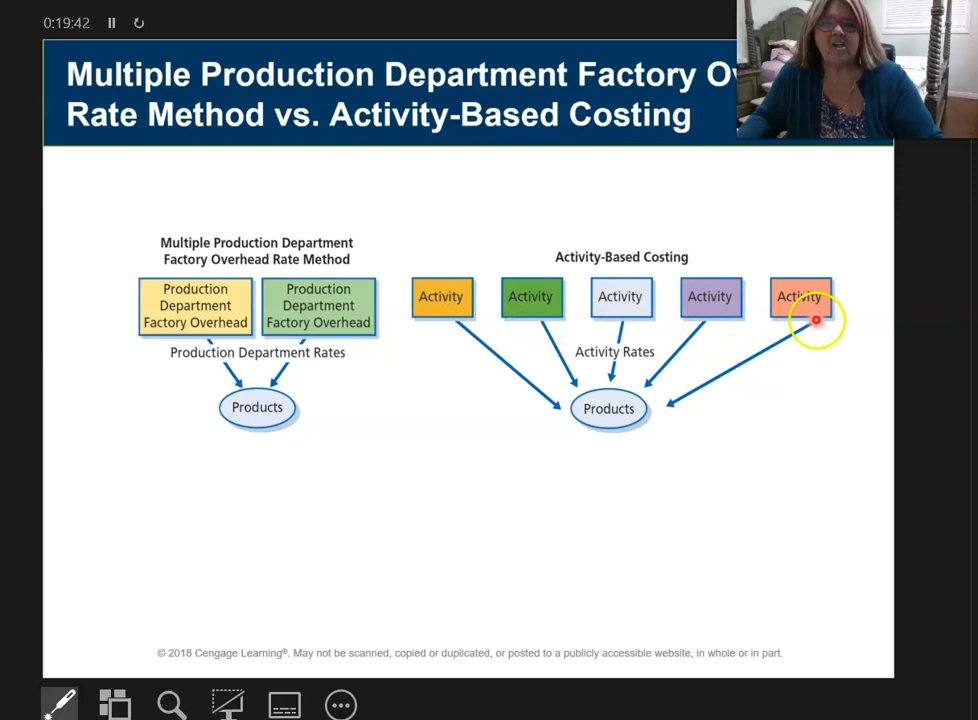 0:19:42
Multiple Production Department Factory
Rate Method vs. Activity-Based Costing
Multiple Production Department
Factory Overhead Rate Method
Production
Department
Factory Overhead
Production
Department
Factory Overhead
Production Department Rates
Products
Activity-Based Costing
Activity
Activity
Activity
Activity
Activity
Activity Rates
Products
© 2018 Cengage Learning®. May not be scanned, copied or duplicated, or posted to a publicly accessible website, in whole or in part.